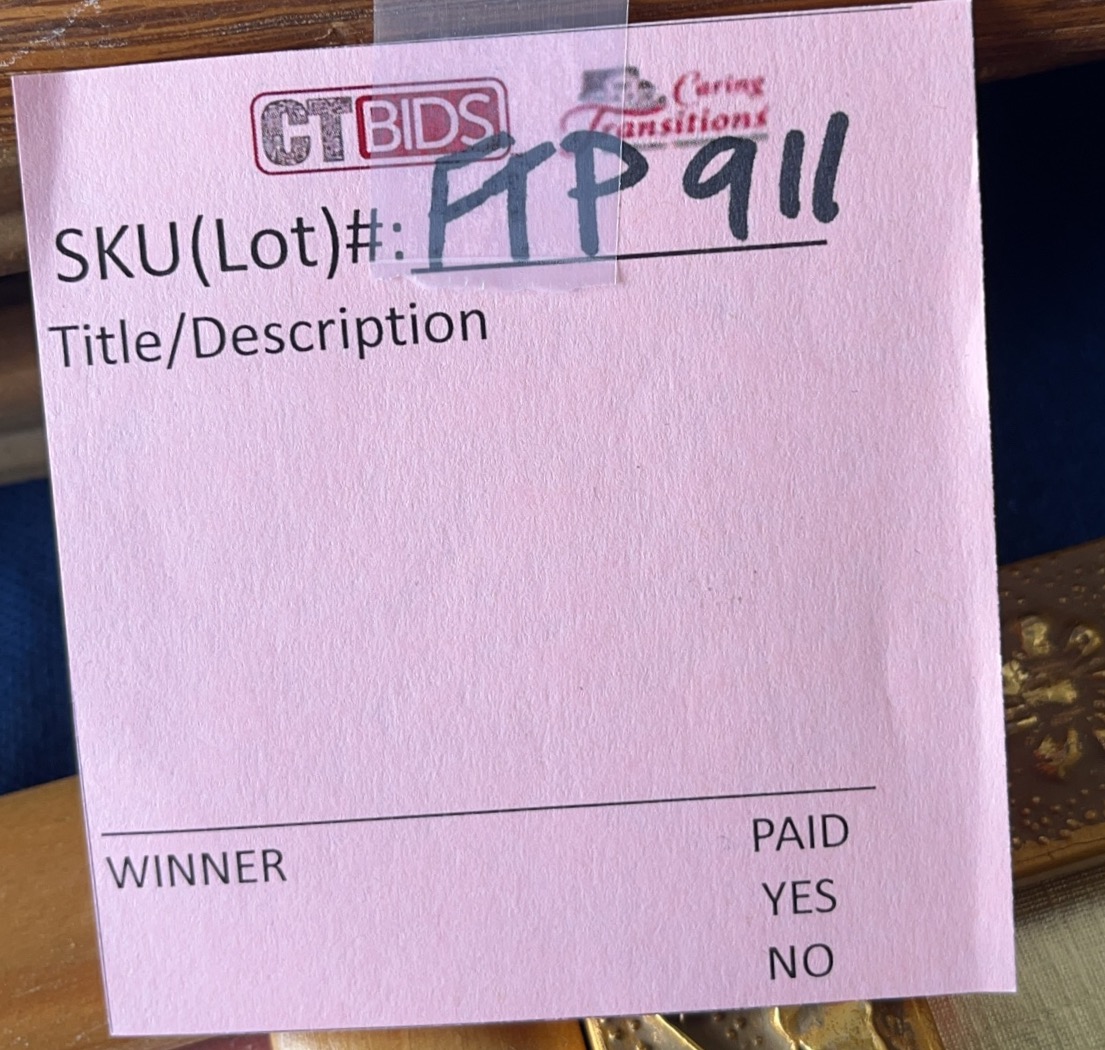 CTBIDS
Caring
Transitions
SKU(Lot)#: FTP 911
Title/Description
WINNER
PAID
YES
NO